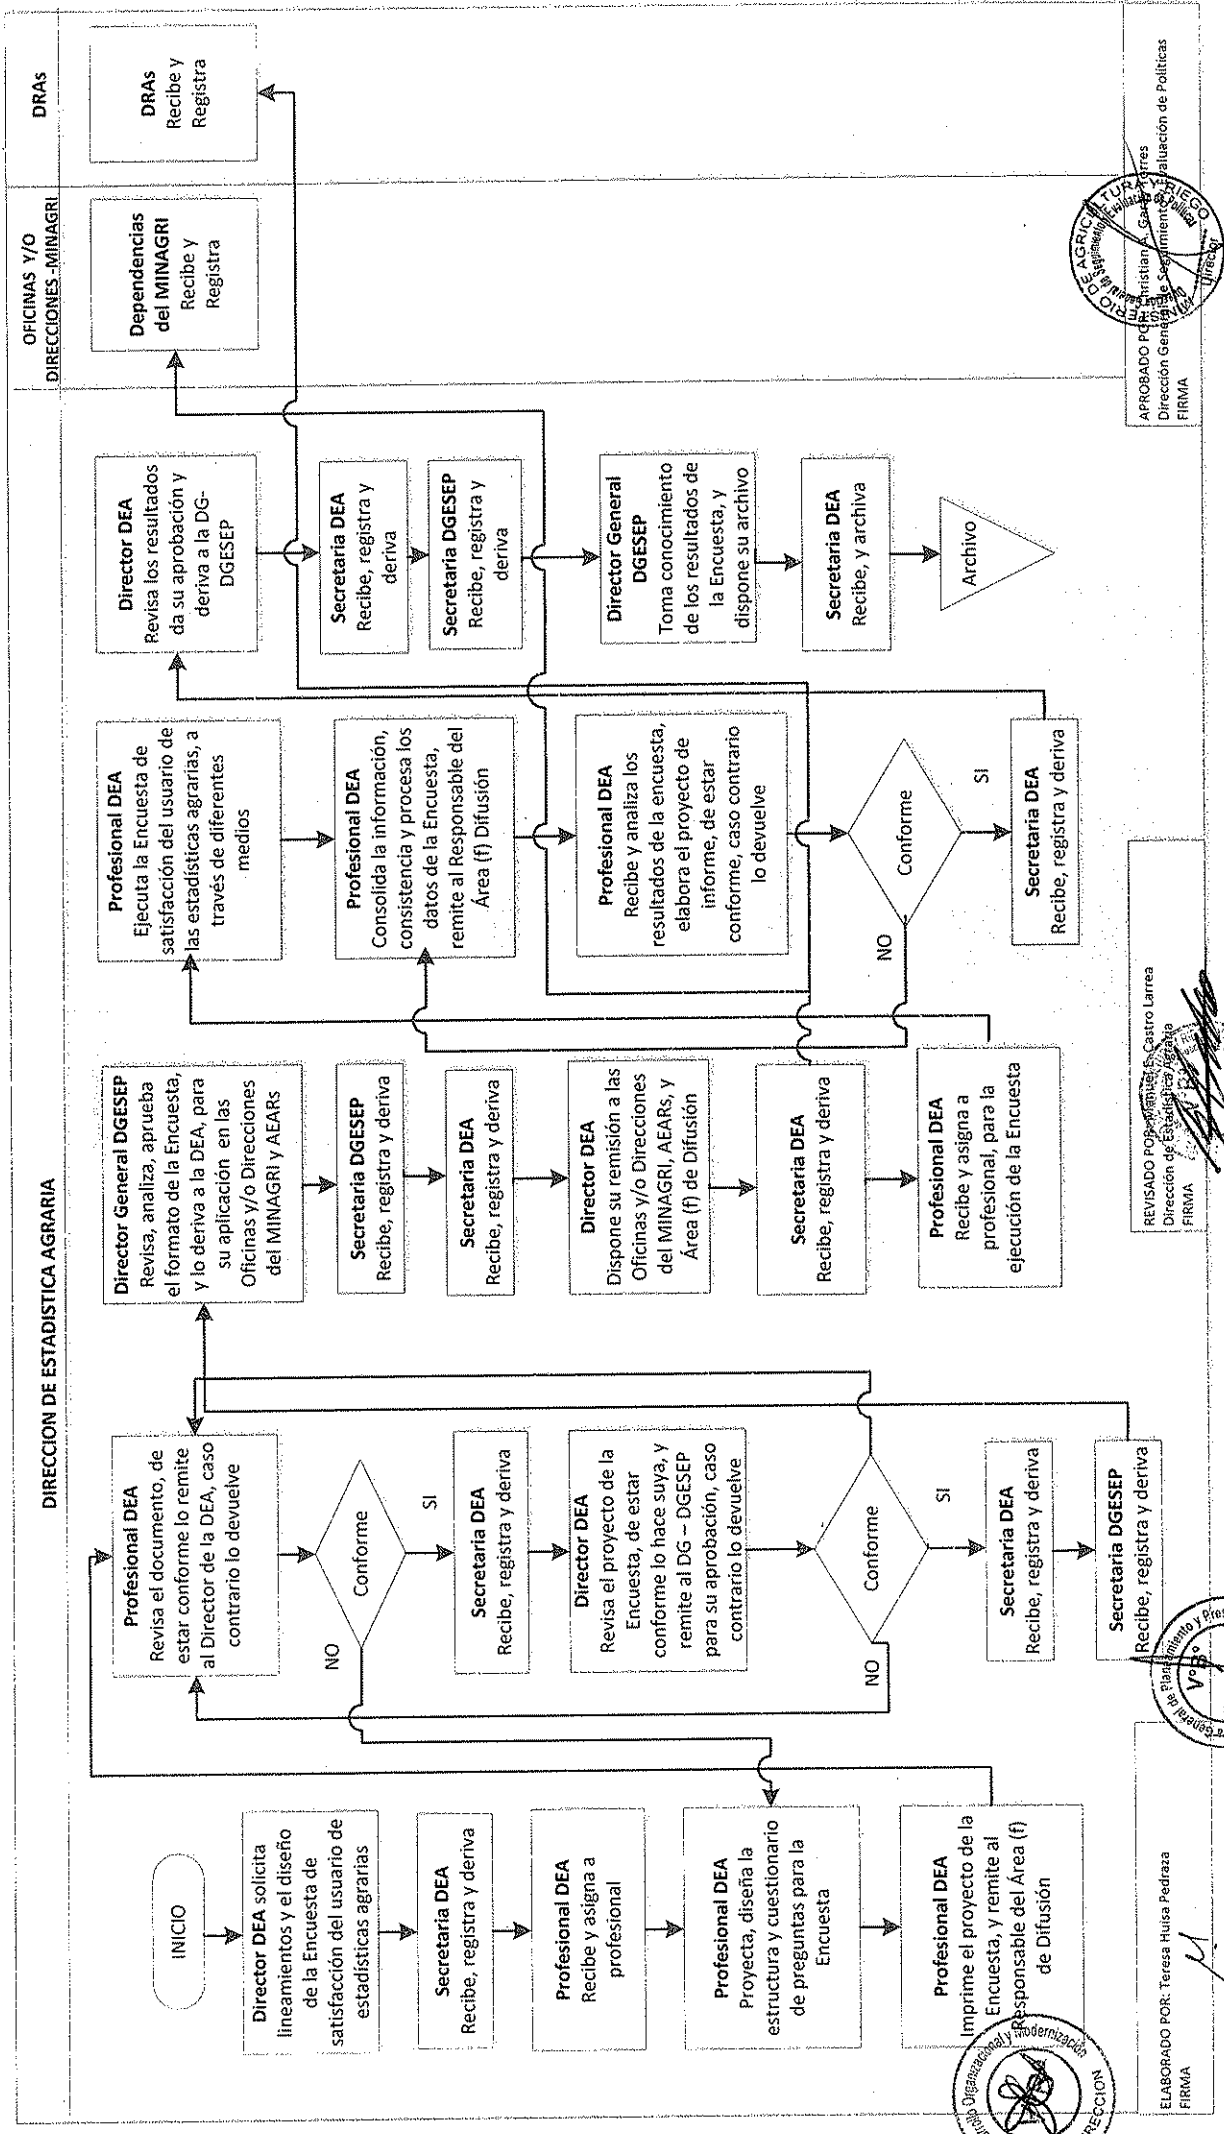 DIRECCION DE ESTADISTICA AGRARIA
OFICINAS Y/O
DIRECCIONES -MINAGRI
DRAs
INICIO
Director DEA solicita
lineamientos y el diseño
de la Encuesta de
satisfacción del usuario de
estadísticas agrarias
Secretaria DEA
Recibe, registra y deriva
Profesional DEA
Recibe y asigna a
profesional
Profesional DEA
Proyecta, diseña la
estructura y cuestionario
de preguntas para la
Encuesta
Profesional DEA
Imprime el proyecto de la
Encuesta, y remite al
Responsable del Área (f)
de Difusión
Profesional DEA
Revisa el documento, de
estar conforme lo remite
al Director de la DEA, caso
contrario lo devuelve
Conforme
NO
SI
Secretaria DEA
Recibe, registra y deriva
Director DEA
Revisa el proyecto de la
Encuesta, de estar
conforme lo hace suya, y
remite al DG – DGESEP
para su aprobación, caso
contrario lo devuelve
Conforme
NO
SI
Secretaria DEA
Recibe, registra y deriva
Secretaria DGESEP
Recibe, registra y deriva
Director General DGESEP
Revisa, analiza, aprueba
el formato de la Encuesta,
y lo deriva a la DEA, para
su aplicación en las
Oficinas y/o Direcciones
del MINAGRI y AEARs
Secretaria DGESEP
Recibe, registra y deriva
Secretaria DEA
Recibe, registra y deriva
Director DEA
Dispone su remisión a las
Oficinas y/o Direcciones
del MINAGRI, AEARs, y
Área (f) de Difusión
Secretaria DEA
Recibe, registra y deriva
Profesional DEA
Recibe y asigna a
profesional, para la
ejecución de la Encuesta
Profesional DEA
Ejecuta la Encuesta de
satisfacción del usuario de
las estadísticas agrarias, a
través de diferentes
medios
Profesional DEA
Consolida la información,
consistencia y procesa los
datos de la Encuesta,
remite al Responsable del
Área (f) Difusión
Profesional DEA
Recibe y analiza los
resultados de la encuesta,
elabora el proyecto de
informe, de estar
conforme, caso contrario
lo devuelve
Conforme
NO
SI
Secretaria DEA
Recibe, registra y deriva
Director DEA
Revisa los resultados
da su aprobación y
deriva a la DG-
DGESEP
Secretaria DEA
Recibe, registra y
deriva
Secretaria DGESEP
Recibe, registra y
deriva
Director General
DGESEP
Toma conocimiento
de los resultados de
la Encuesta, y
dispone su archivo
Secretaria DEA
Recibe, y archiva
Archivo
Dependencias
del MINAGRI
Recibe y
Registra
DRAs
Recibe y
Registra
ELABORADO POR: Teresa Huisa Pedraza
FIRMA
REVISADO POR: Manuel E. Castro Larrea
Dirección de Estadística Agraria
FIRMA
APROBADO POR: Christian A. Garay Torres
Dirección General de Seguimiento y Evaluación de Políticas
FIRMA
Organizacional y Modernización
General de Planeamiento y
V°B°
DE AGRICULTURA Y RIEGO
Director